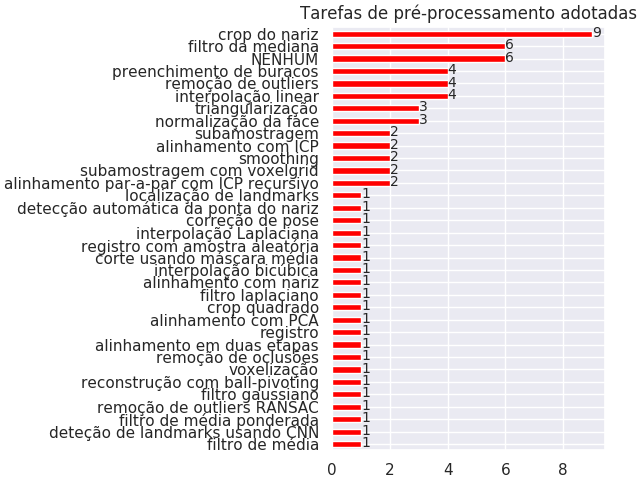 Tarefas de pré-processamento adotadas
crop do nariz 9
filtro da mediana 6
NENHUM 6
preenchimento de buracos 4
remoção de outliers 4
interpolação linear 4
triangularização 3
normalização da face 3
subamostragem 2
alinhamento com ICP 2
smoothing 2
subamostragem com voxelgrid 2
alinhamento par-a-par com ICP recursivo 2
localização de landmarks 1
detecção automática da ponta do nariz 1
correção de pose 1
interpolação Laplaciana 1
registro com amostra aleatória 1
corte usando máscara média 1
interpolação bicúbica 1
alinhamento com nariz 1
filtro laplaciano 1
crop quadrado 1
alinhamento com PCA 1
registro 1
alinhamento em duas etapas 1
remoção de oclusões 1
voxelização 1
reconstrução com ball-pivoting 1
filtro gaussiano 1
remoção de outliers RANSAC 1
filtro de média ponderada 1
deteção de landmarks usando CNN 1
filtro de média 1
0 2 4 6 8